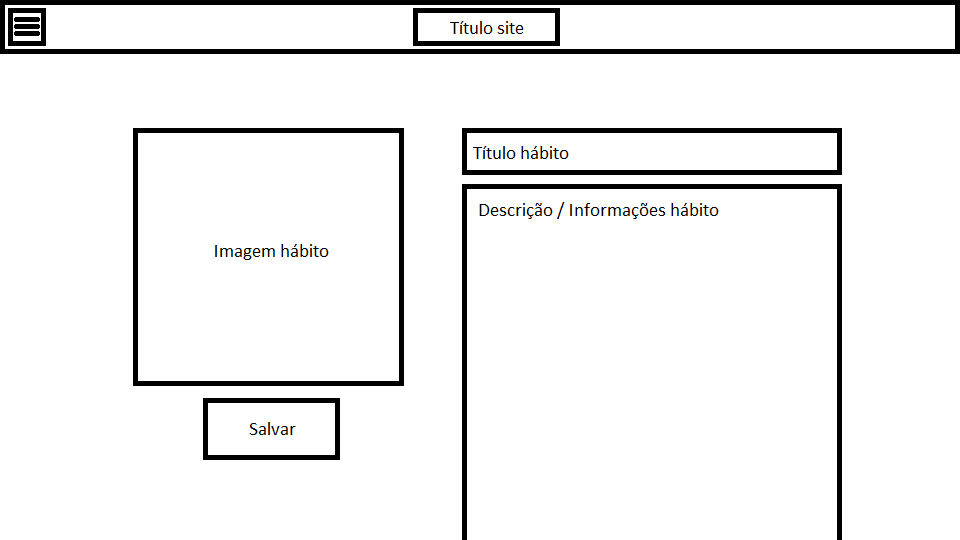 Título site
Título hábito
Descrição / Informações hábito
Imagem hábito
Salvar